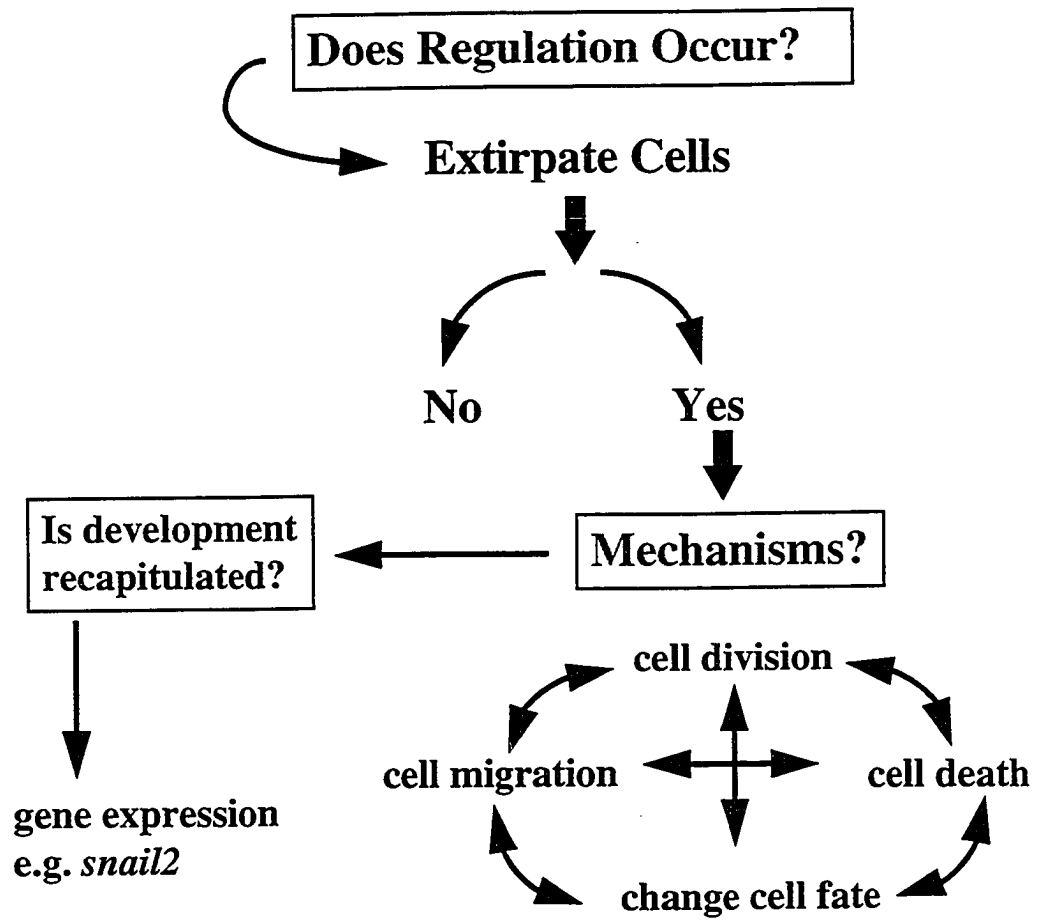 Does Regulation Occur?
Extirpate Cells
No
Yes
Is development
recapitulated?
Mechanisms?
cell division
cell migration
cell death
gene expression
e.g. snail2
change cell fate